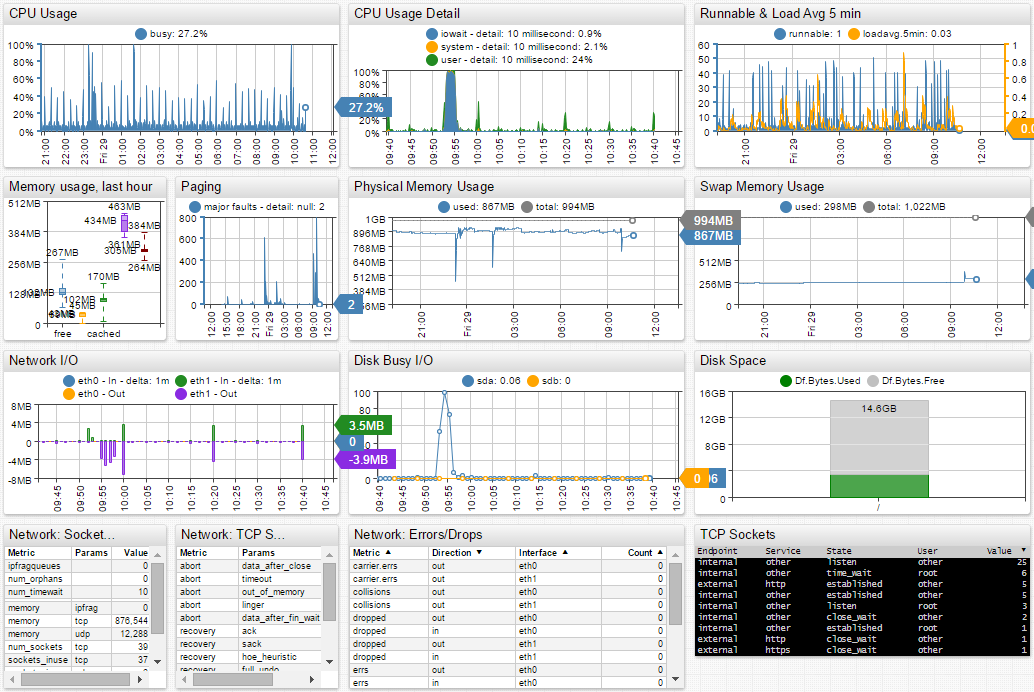 CPU Usage
busy: 27.2%
100%
80%
60%
40%
20%
0%
21:00
22:00
23:00
Fri 29
01:00
02:00
03:00
04:00
05:00
06:00
07:00
08:00
09:00
10:00
11:00
12:00
27.2%
CPU Usage Detail
iowait - detail: 10 millisecond: 0.9%
system - detail: 10 millisecond: 2.1%
user - detail: 10 millisecond: 24%
100%
80%
60%
40%
20%
0%
09:40
09:45
09:50
09:55
10:00
10:05
10:10
10:15
10:20
10:25
10:30
10:35
10:40
10:45
Runnable & Load Avg 5 min
runnable: 1 loadavg.5min: 0.03
60
50
40
30
20
10
0
1
0.8
0.6
0.4
0.2
0.0
21:00
Fri 29
03:00
06:00
09:00
12:00
Memory usage, last hour
512MB
384MB
256MB
128MB
0
463MB
434MB
384MB
361MB
305MB
267MB
264MB
170MB
102MB
45MB
free
cached
Paging
major faults - detail: null: 2
800
600
400
200
0
12:00
15:00
18:00
21:00
Fri 29
03:00
06:00
09:00
12:00
2
Physical Memory Usage
used: 867MB total: 994MB
1GB
896MB
768MB
640MB
512MB
384MB
21:00
Fri 29
03:00
06:00
09:00
12:00
994MB
867MB
Swap Memory Usage
used: 298MB total: 1,022MB
512MB
256MB
0
21:00
Fri 29
03:00
06:00
09:00
12:00
Network I/O
eth0 - In - delta: 1m eth1 - In - delta: 1m
eth0 - Out eth1 - Out
8MB
4MB
0
-4MB
-8MB
09:45
09:50
09:55
10:00
10:05
10:10
10:15
10:20
10:25
10:30
10:35
10:40
10:45
3.5MB
0
-3.9MB
Disk Busy I/O
sda: 0.06 sdb: 0
100
80
60
40
20
0
09:40
09:45
09:50
09:55
10:00
10:05
10:10
10:15
10:20
10:25
10:30
10:35
10:40
10:45
0
Disk Space
Df.Bytes.Used Df.Bytes.Free
16GB
12GB
8GB
4GB
0
14.6GB
/
Network: Socket...
Metric Params Value
ipfragqueues 0
num_orphans 0
num_timewait 10
memory ipfrag 0
memory tcp 876,544
memory udp 12,288
num_sockets tcp 39
sockets_inuse tcp 37
Network: TCP S...
Metric Params
abort data_after_close
abort timeout
abort out_of_memory
abort linger
abort data_after_fin_wait
recovery ack
recovery sack
recovery hoe_heuristic
recovery full_undo
Network: Errors/Drops
Metric ▲ Direction ▼ Interface ▲ Count ▲
carrier.errs out eth0 0
carrier.errs out eth1 0
collisions out eth0 0
collisions out eth1 0
dropped out eth0 0
dropped in eth0 0
dropped out eth1 0
dropped in eth1 0
errs out eth0 0
errs in eth0 0
TCP Sockets
Endpoint Service State User Value ▼
internal other listen other 25
internal other time_wait root 6
external http established other 5
internal other established other 5
internal other listen root 3
internal other close_wait other 2
internal other established root 1
external http close_wait other 1
external https close_wait other 1